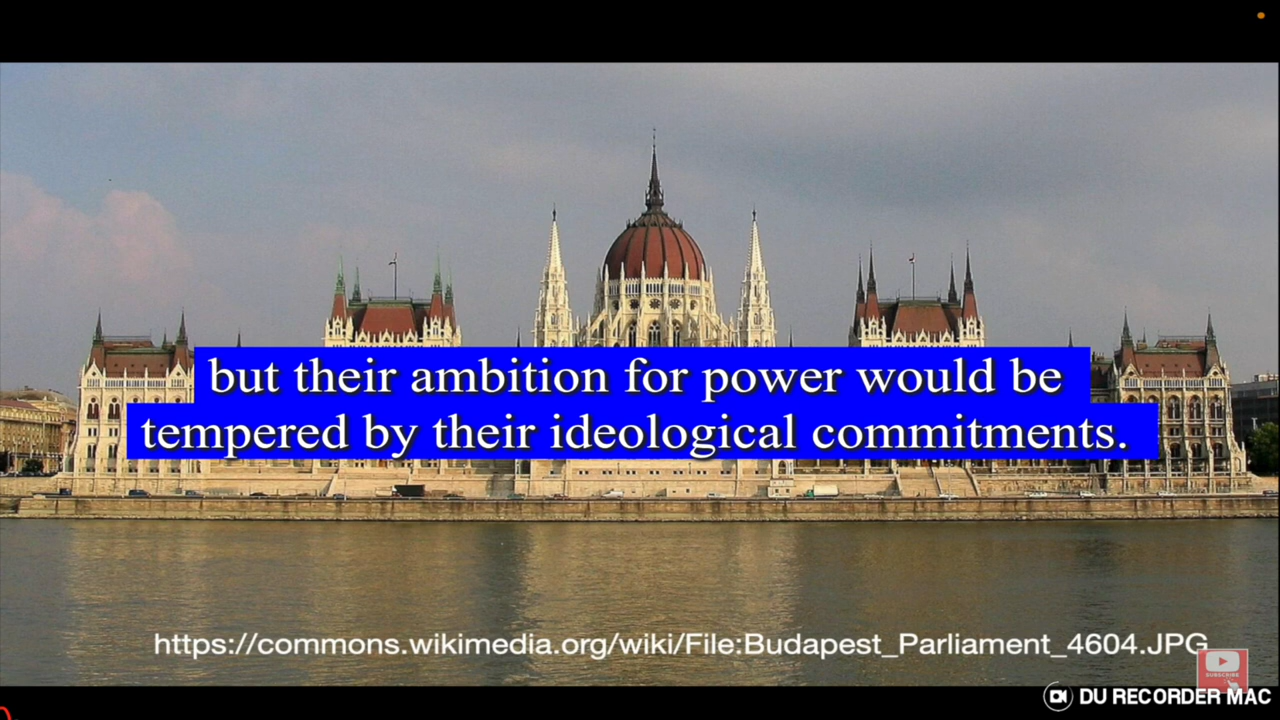 but their ambition for power would be
tempered by their ideological commitments.
https://commons.wikimedia.org/wiki/File:Budapest_Parliament_4604.JPG
SUBSCRIBE
DU RECORDER MAC